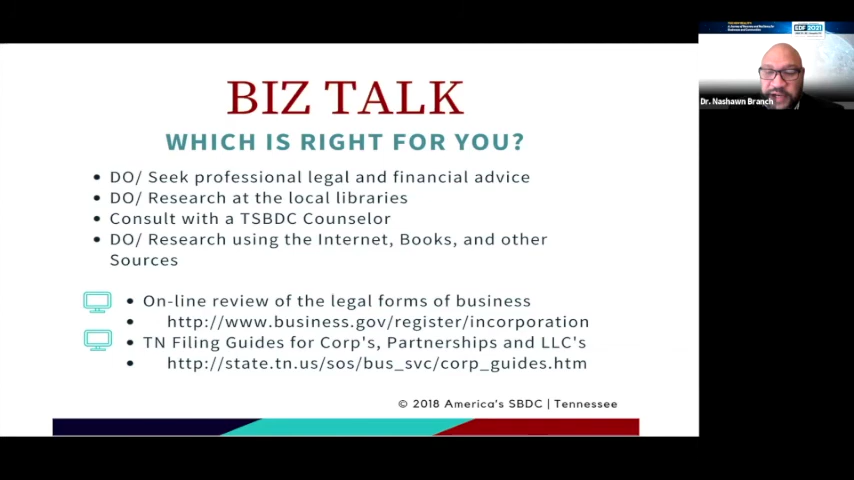 BIZ TALK
WHICH IS RIGHT FOR YOU?
• DO/ Seek professional legal and financial advice
• DO/ Research at the local libraries
• Consult with a TSBDC Counselor
• DO/ Research using the Internet, Books, and other
Sources
• On-line review of the legal forms of business
• http://www.business.gov/register/incorporation
• TN Filing Guides for Corp's, Partnerships and LLC's
• http://state.tn.us/sos/bus_svc/corp_guides.htm
© 2018 America's SBDC | Tennessee
EDF 2021
Dr. Nashawn Branch